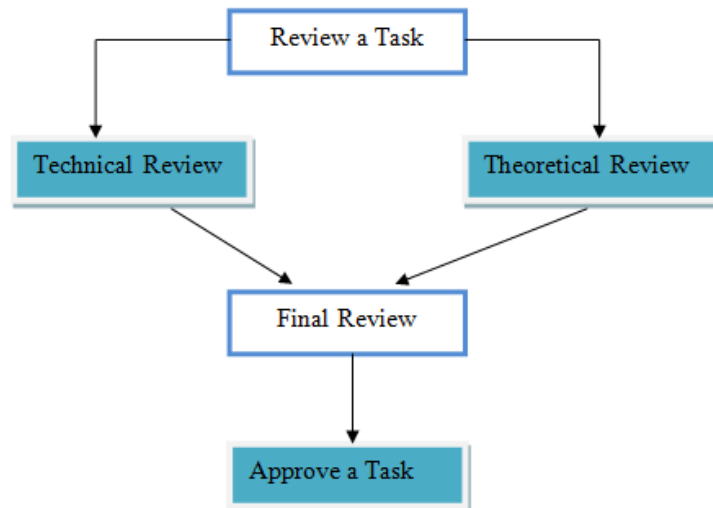 Review a Task
Technical Review
Theoretical Review
Final Review
Approve a Task